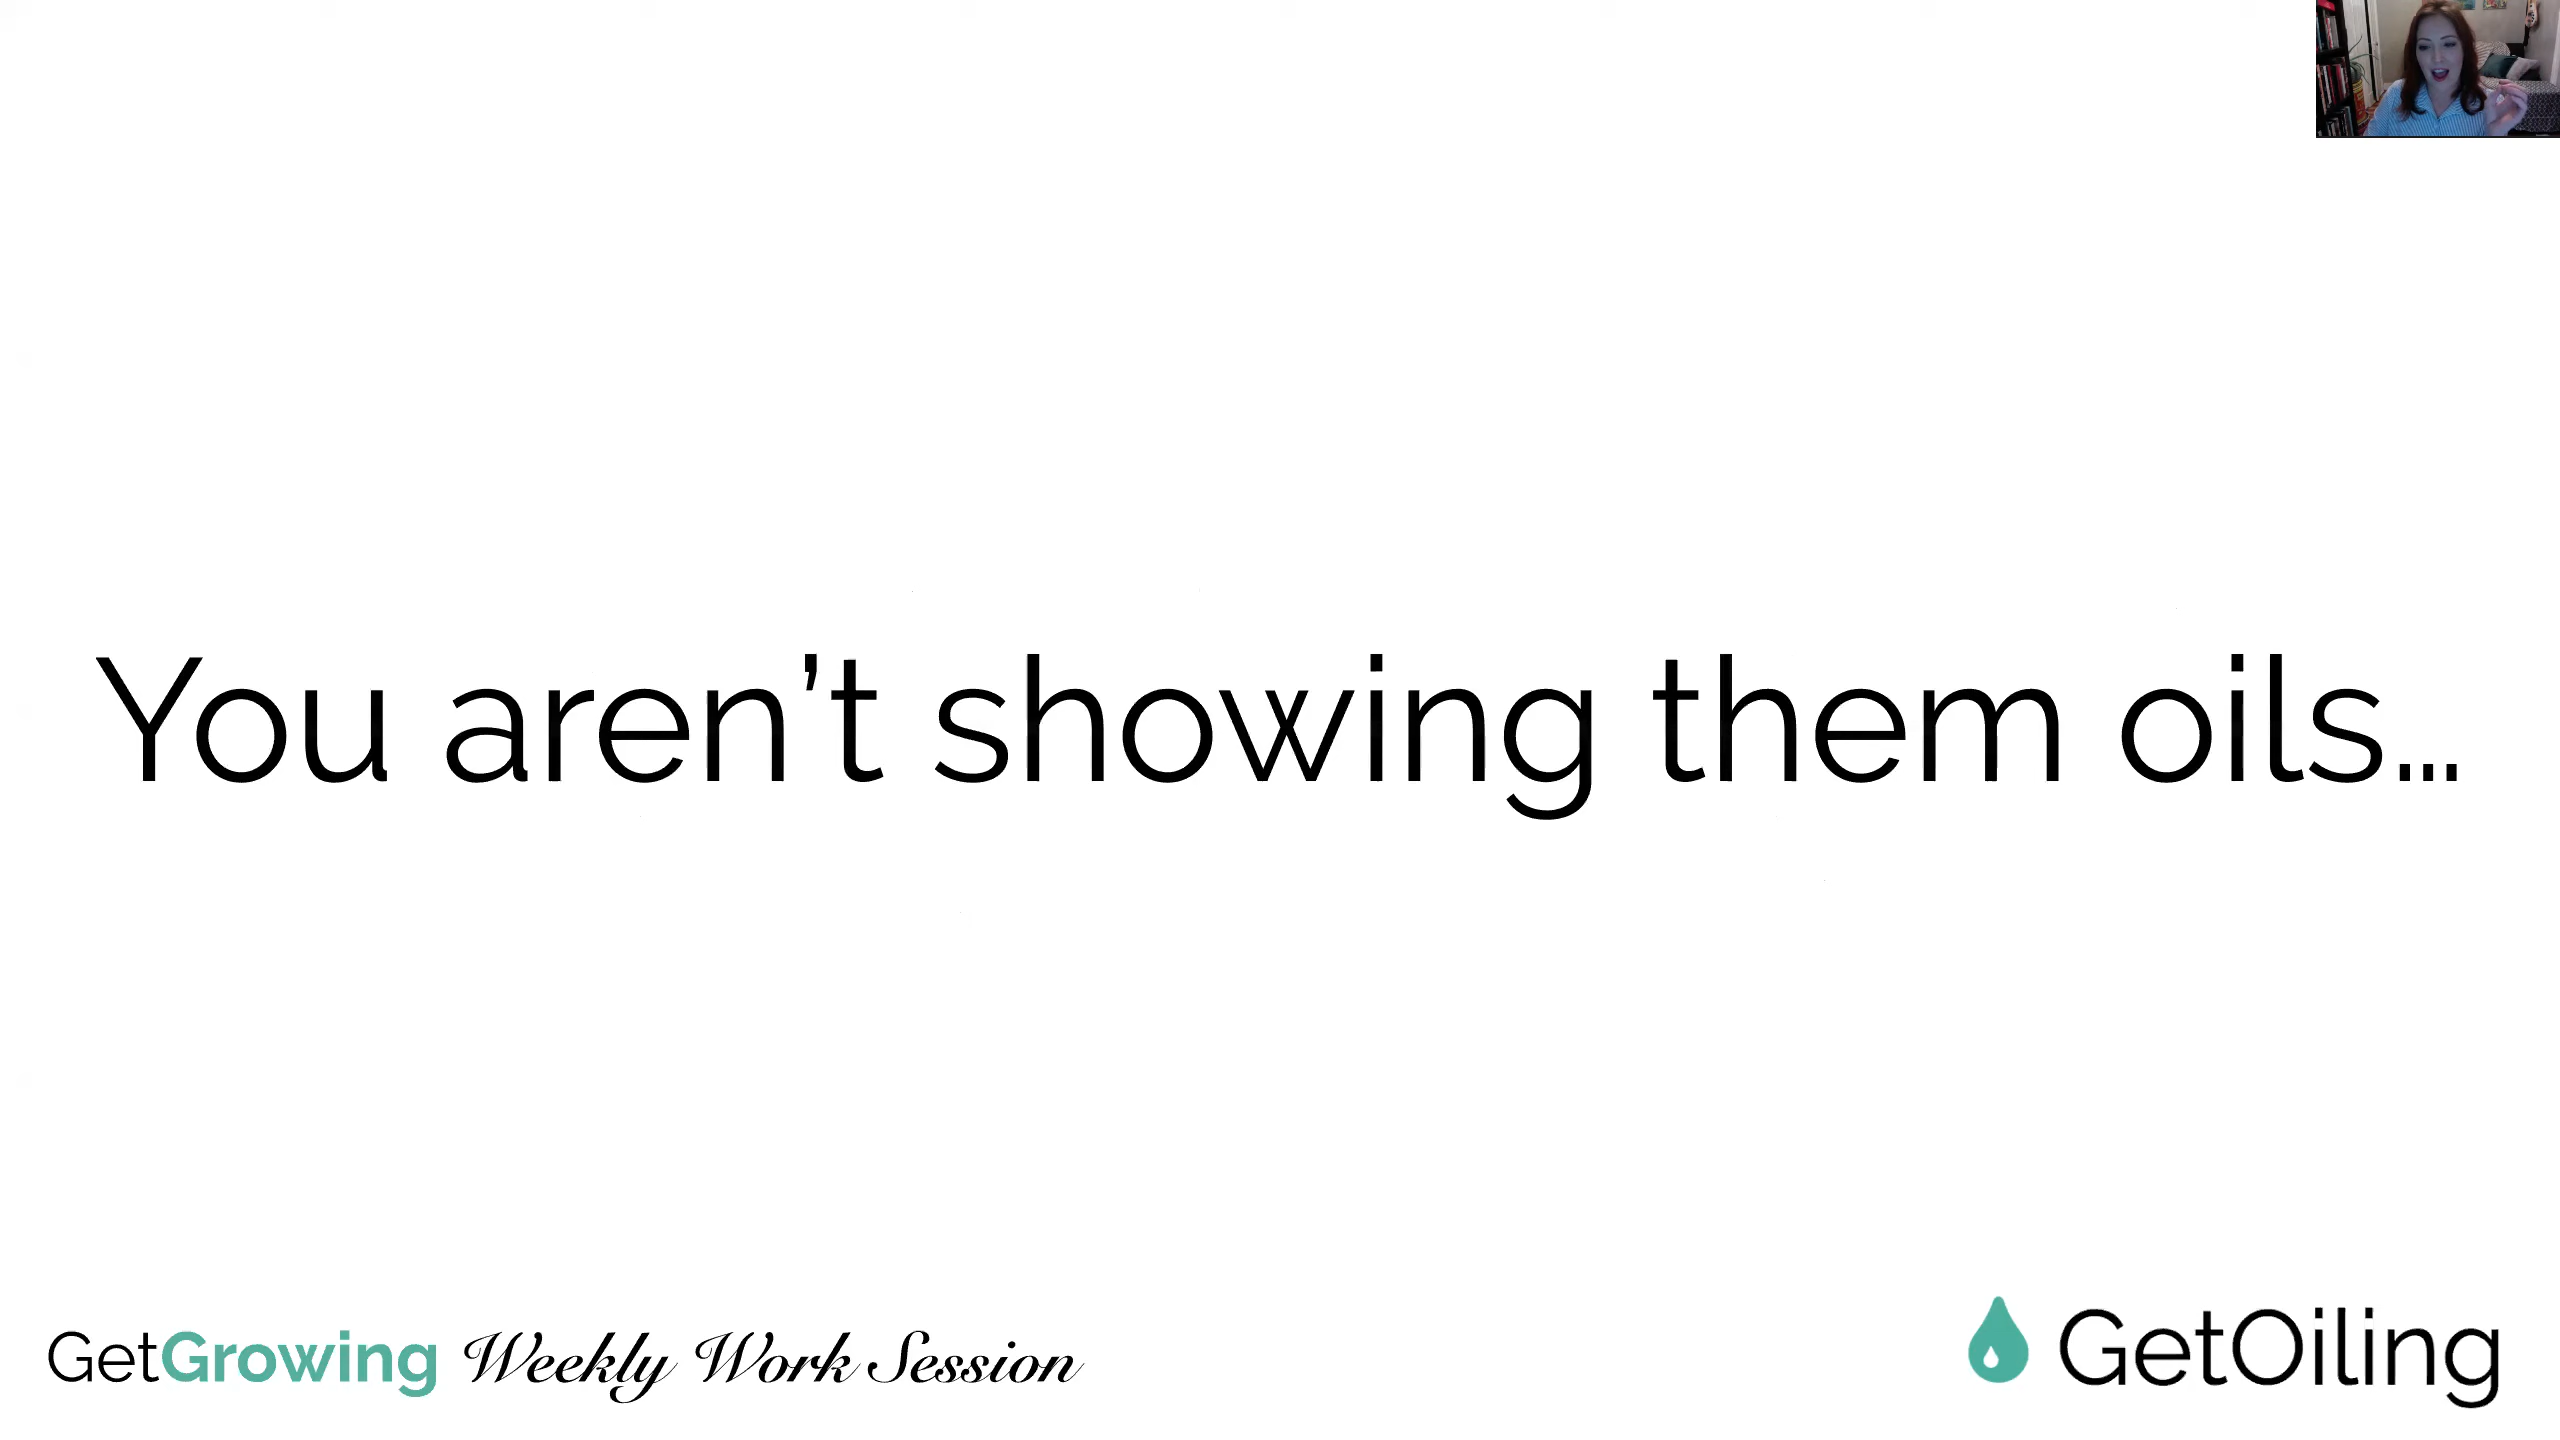 You aren’t showing them oils…
GetGrowing Weekly Work Session
GetOiling